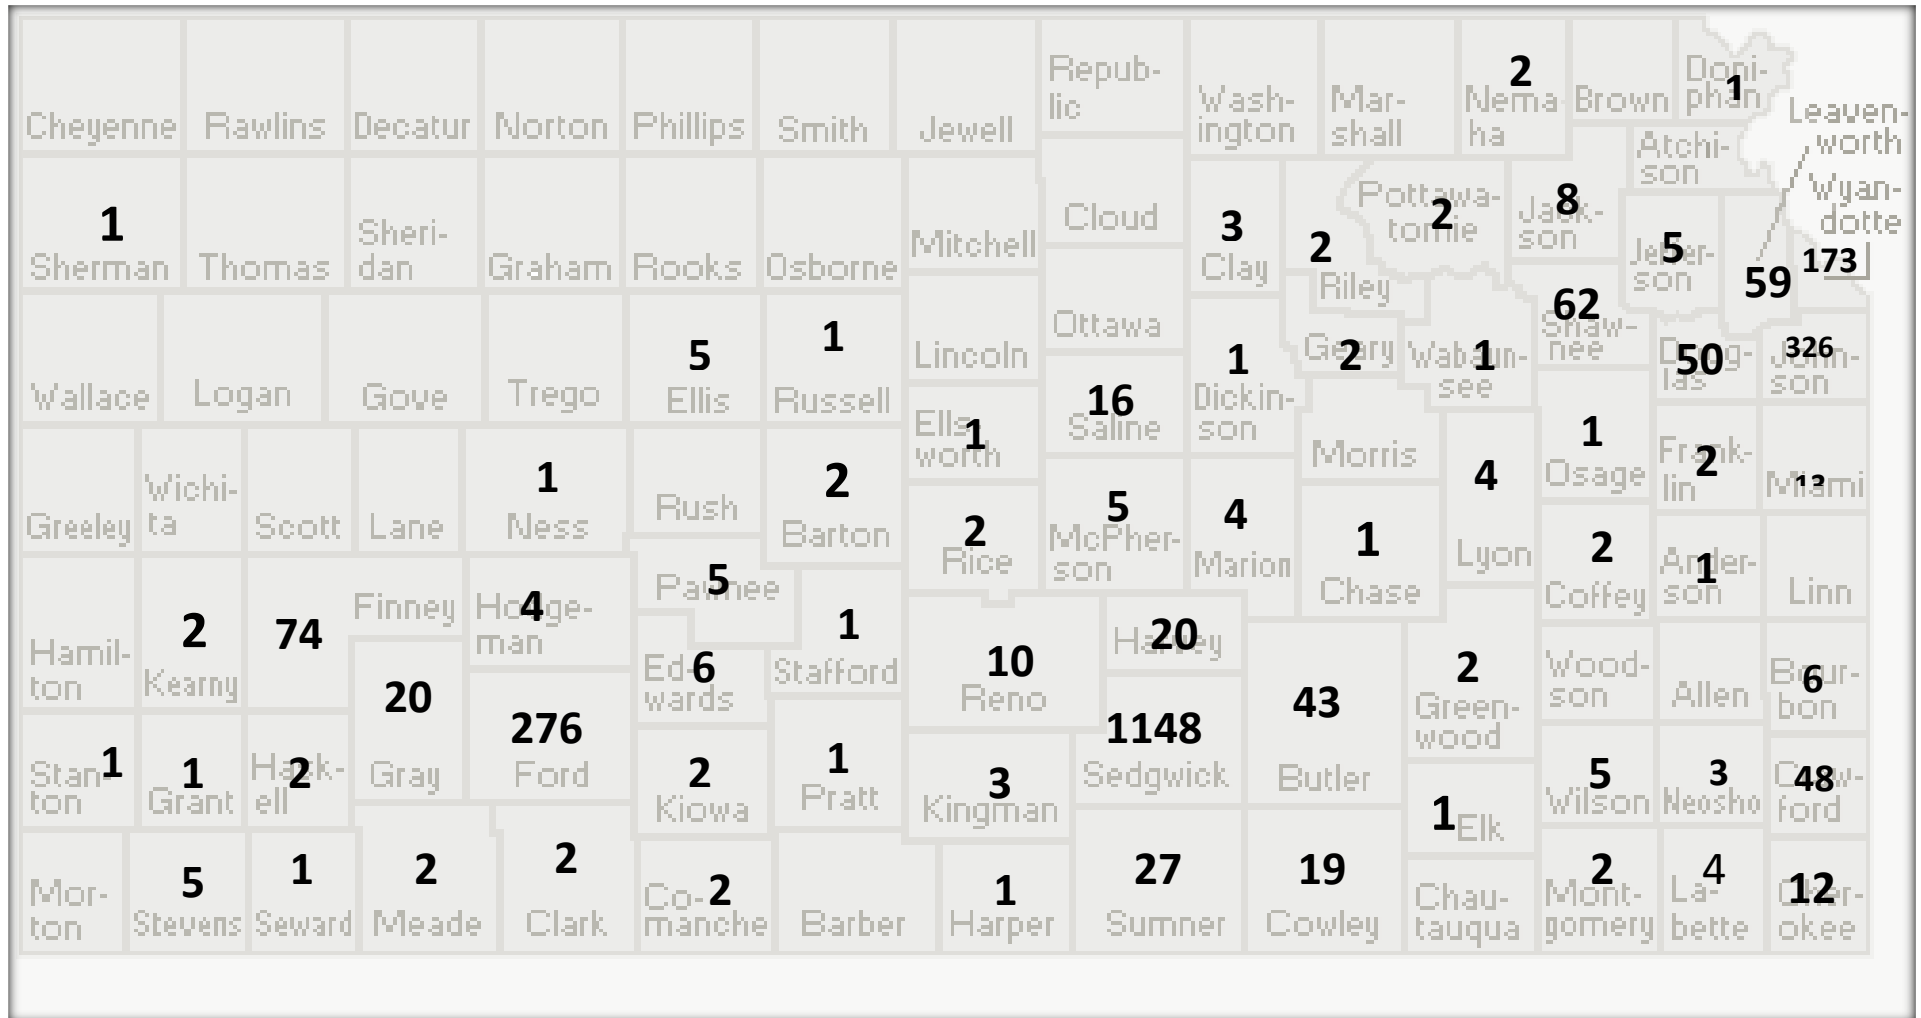 Cheyenne
Rawlins
Decatur
Norton
Phillips
Smith
Jewell
Repub-
lic
Wash-
ington
Mar-
shall
2
Nema
ha
Brown
1
Doni-
phan
Leaven-
worth
Atchi-
son
Wyan-
dotte
1
Sherman
Thomas
Sheri-
dan
Graham
Rooks
Osborne
Mitchell
Cloud
3
Clay
2
Riley
2
Pottawa-
tomie
8
Jack-
son
5
Jeffer-
son
59
173
Wallace
Logan
Gove
Trego
5
Ellis
1
Russell
Lincoln
Ottawa
1
Dickin-
son
2
Geary
1
Wabaun-
see
62
Shaw-
nee
50
Doug-
las
326
John-
son
Greeley
Wichi-
ta
Scott
Lane
1
Ness
Rush
2
Barton
1
Ells-
worth
16
Saline
Morris
4
Lyon
1
Osage
2
Frank-
lin
13
Miami
2
Rice
5
McPher-
son
4
Marion
1
Chase
2
Coffey
1
Ander-
son
Linn
Hamil-
ton
2
Kearny
74
Finney
4
Hodge-
man
5
Pawnee
6
Ed-
wards
1
Stafford
10
Reno
20
Harvey
43
Butler
2
Green-
wood
Wood-
son
Allen
6
Bour-
bon
1
Stan-
ton
1
Grant
2
Hask-
ell
20
Gray
276
Ford
2
Kiowa
1
Pratt
3
Kingman
1148
Sedgwick
1
Elk
5
Wilson
3
Neosho
48
Craw-
ford
Mor-
ton
5
Stevens
1
Seward
2
Meade
2
Clark
2
Co-
manche
Barber
1
Harper
27
Sumner
19
Cowley
Chau-
tauqua
2
Mont-
gomery
4
La-
bette
12
Cher-
okee